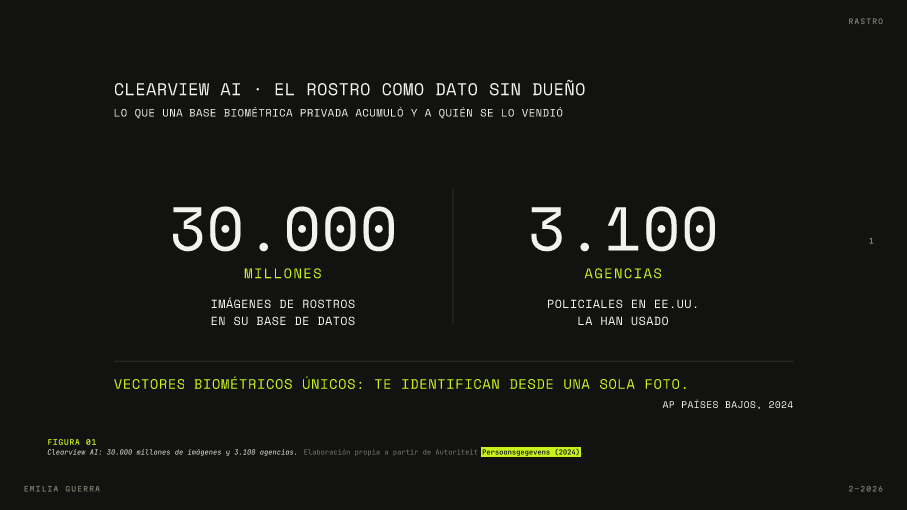 RASTRO
CLEARVIEW AI · EL ROSTRO COMO DATO SIN DUEÑO
LO QUE UNA BASE BIOMÉTRICA PRIVADA ACUMULÓ Y A QUIÉN SE LO VENDIÓ
30.000
MILLONES
IMÁGENES DE ROSTROS
EN SU BASE DE DATOS
3.100
AGENCIAS
POLICIALES EN EE.UU.
LA HAN USADO
1
VECTORES BIOMÉTRICOS ÚNICOS: TE IDENTIFICAN DESDE UNA SOLA FOTO.
AP PAÍSES BAJOS, 2024
FIGURA 01
Clearview AI: 30.000 millones de imágenes y 3.100 agencias. Elaboración propia a partir de Autoriteit Persoonsgegevens (2024)
EMILIA GUERRA
2—2026